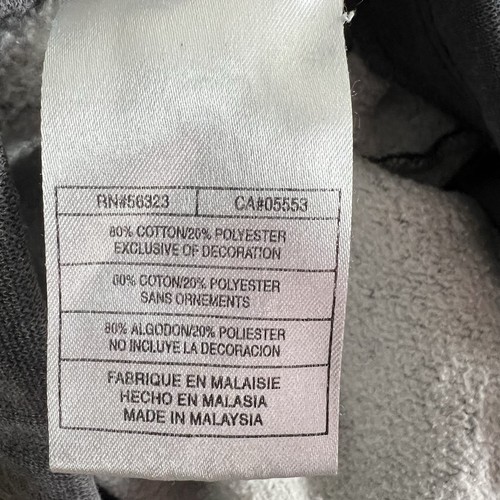 RN#56323 CA#05553
80% COTTON/20% POLYESTER
EXCLUSIVE OF DECORATION
80% COTON/20% POLYESTER
SANS ORNEMENTS
80% ALGODON/20% POLIESTER
NO INCLUYE LA DECORACION
FABRIQUE EN MALAISIE
HECHO EN MALASIA
MADE IN MALAYSIA